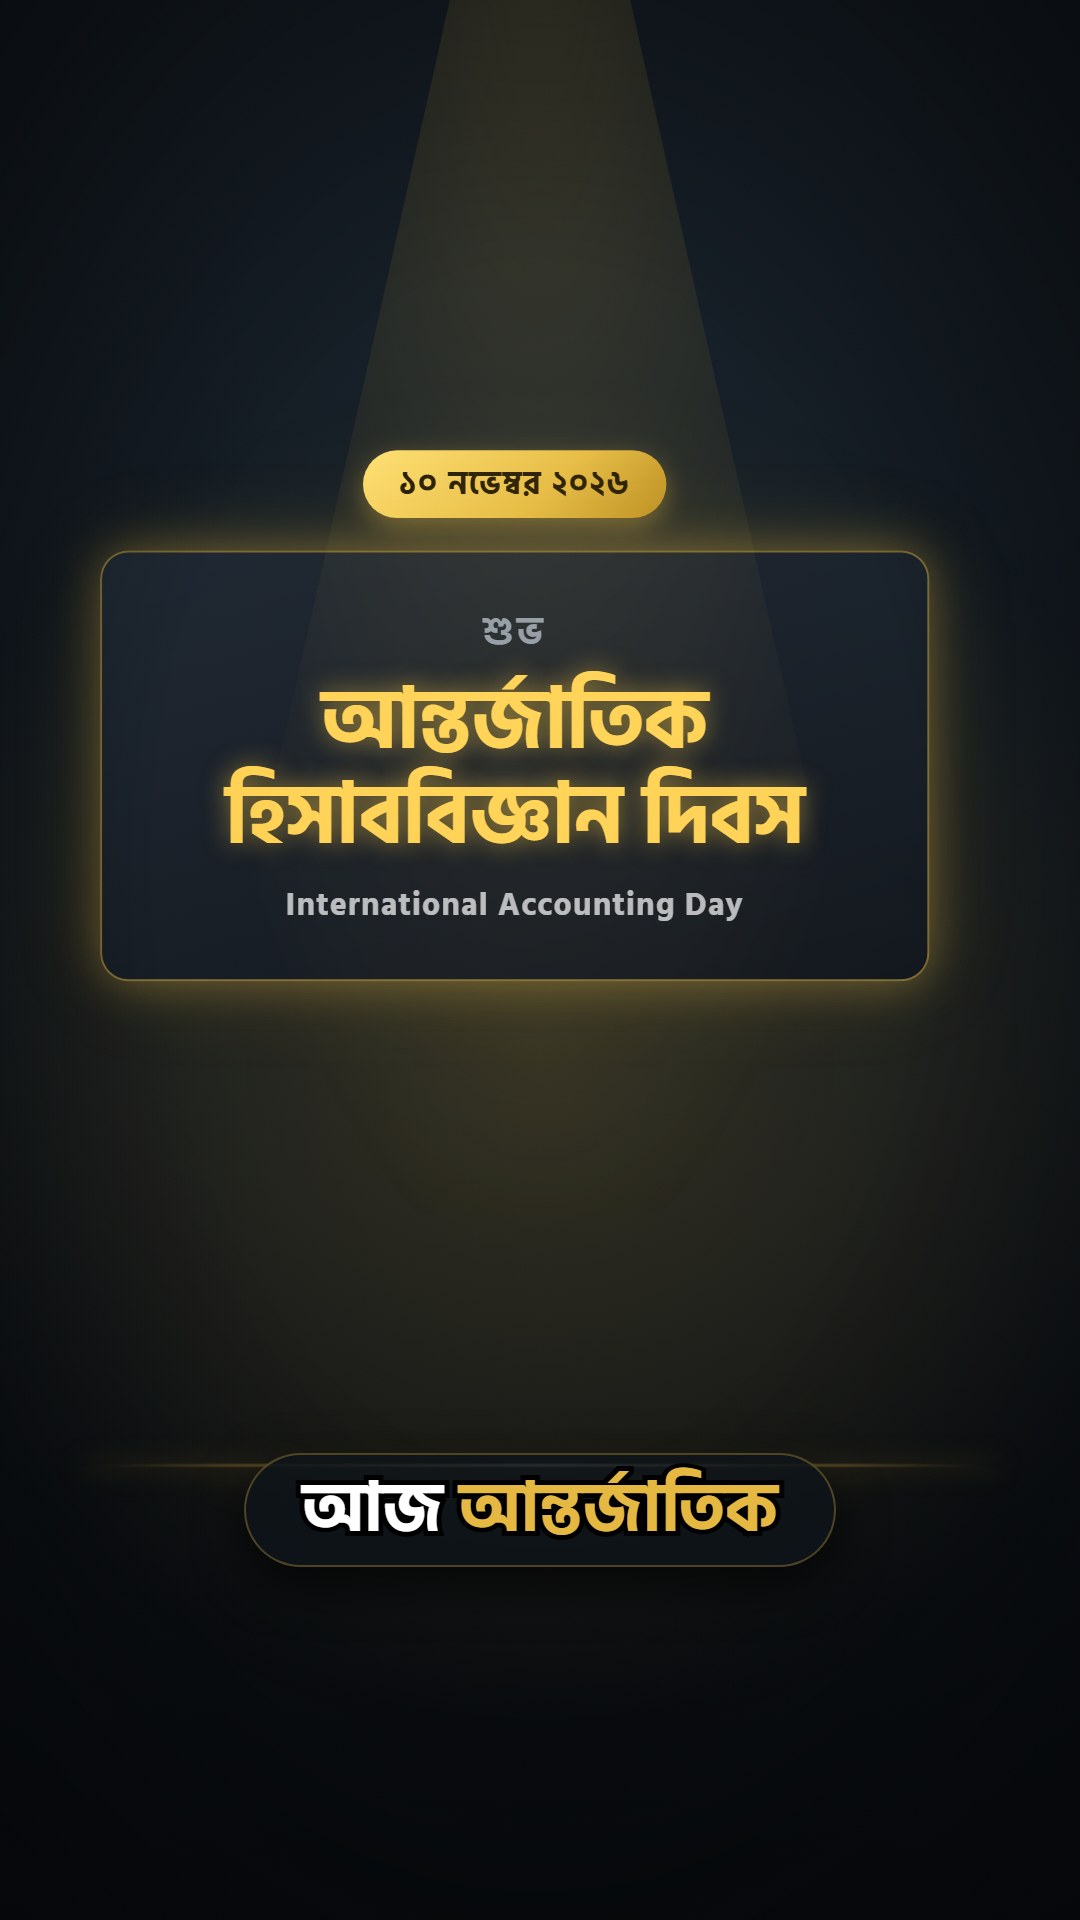 ১০ নভেম্বর ২০২৬
শুভ
আন্তর্জাতিক
হিসাববিজ্ঞান দিবস
International Accounting Day
আজ আন্তর্জাতিক